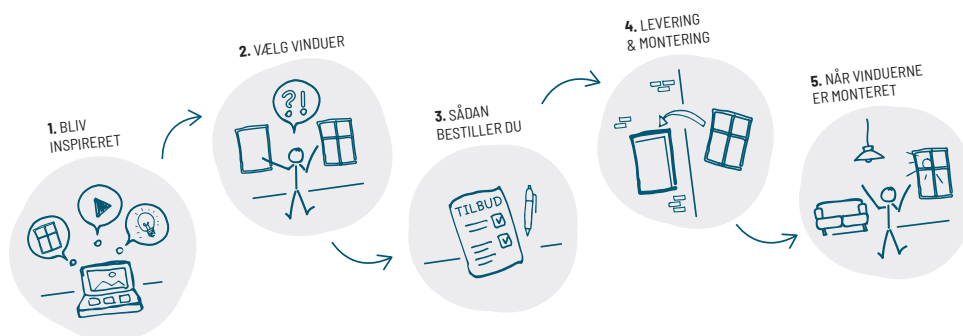 1. BLIV
INSPIRERET
2. VÆLG VINDUER
?!
3. SÅDAN
BESTILLER DU
TILBUD
4. LEVERING
& MONTERING
5. NÅR VINDUERNE
ER MONTERET